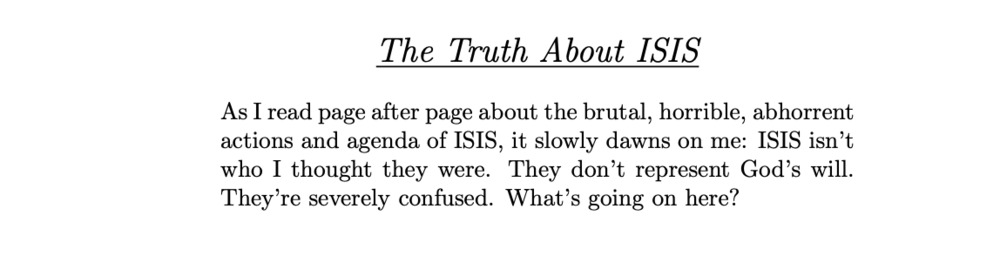 The Truth About ISIS
As I read page after page about the brutal, horrible, abhorrent
actions and agenda of ISIS, it slowly dawns on me: ISIS isn't
who I thought they were. They don't represent God's will.
They're severely confused. What's going on here?